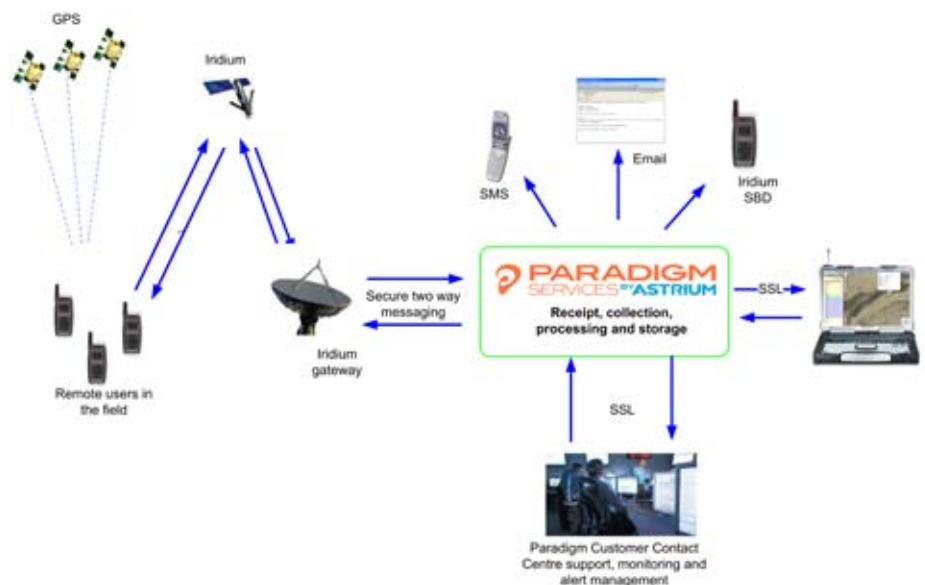 GPS
Iridium
SMS
Email
Iridium
SBD
PARADIGM
SERVICES BY ASTRIUM
Receipt, collection,
processing and storage
SSL
Secure two way
messaging
Iridium
gateway
Remote users in
the field
SSL
Paradigm Customer Contact
Centre support, monitoring and
alert management